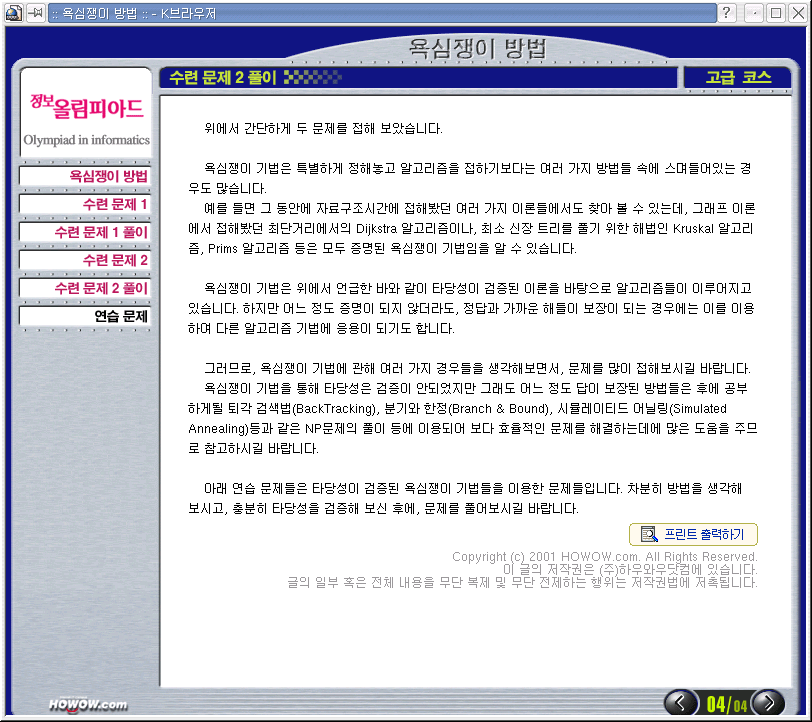 :: 욕심쟁이 방법 :: - K브라우저
욕심쟁이 방법
정보올림피아드
Olympiad in informatics
욕심쟁이 방법
수련 문제 1
수련 문제 1 풀이
수련 문제 2
수련 문제 2 풀이
연습 문제
수련 문제 2 풀이
고급 코스
위에서 간단하게 두 문제를 접해 보았습니다.
욕심쟁이 기법은 특별하게 정해놓고 알고리즘을 접하기보다는 여러 가지 방법들 속에 스며들어있는 경
우도 많습니다.
예를 들면 그 동안에 자료구조시간에 접해봤던 여러 가지 이론들에서도 찾아 볼 수 있는데, 그래프 이론
에서 접해봤던 최단거리에서의 Dijkstra 알고리즘이나, 최소 신장 트리를 풀기 위한 해법인 Kruskal 알고리
즘, Prims 알고리즘 등은 모두 증명된 욕심쟁이 기법임을 알 수 있습니다.
욕심쟁이 기법은 위에서 언급한 바와 같이 타당성이 검증된 이론을 바탕으로 알고리즘들이 이루어지고
있습니다. 하지만 어느 정도 증명이 되지 않더라도, 정답과 가까운 해들이 보장이 되는 경우에는 이를 이용
하여 다른 알고리즘 기법에 응용이 되기도 합니다.
그러므로, 욕심쟁이 기법에 관해 여러 가지 경우들을 생각해보면서, 문제를 많이 접해보시길 바랍니다.
욕심쟁이 기법을 통해 타당성은 검증이 안되었지만 그래도 어느 정도 답이 보장된 방법들은 후에 공부
하게될 퇴각 검색법(BackTracking), 분기와 한정(Branch & Bound), 시뮬레이티드 어닐링(Simulated
Annealing)등과 같은 NP문제의 풀이 등에 이용되어 보다 효율적인 문제를 해결하는데에 많은 도움을 주므
로 참고하시길 바랍니다.
아래 연습 문제들은 타당성이 검증된 욕심쟁이 기법들을 이용한 문제들입니다. 차분히 방법을 생각해
보시고, 충분히 타당성을 검증해 보신 후에, 문제를 풀어보시길 바랍니다.
프린트 출력하기
Copyright (c) 2001 HOWOW.com. All Rights Reserved.
이 글의 저작권은 (주)하우와우닷컴에 있습니다.
글의 일부 혹은 전체 내용을 무단 복제 및 무단 전제하는 행위는 저작권법에 저촉됩니다.
HOWOW.com
04/04